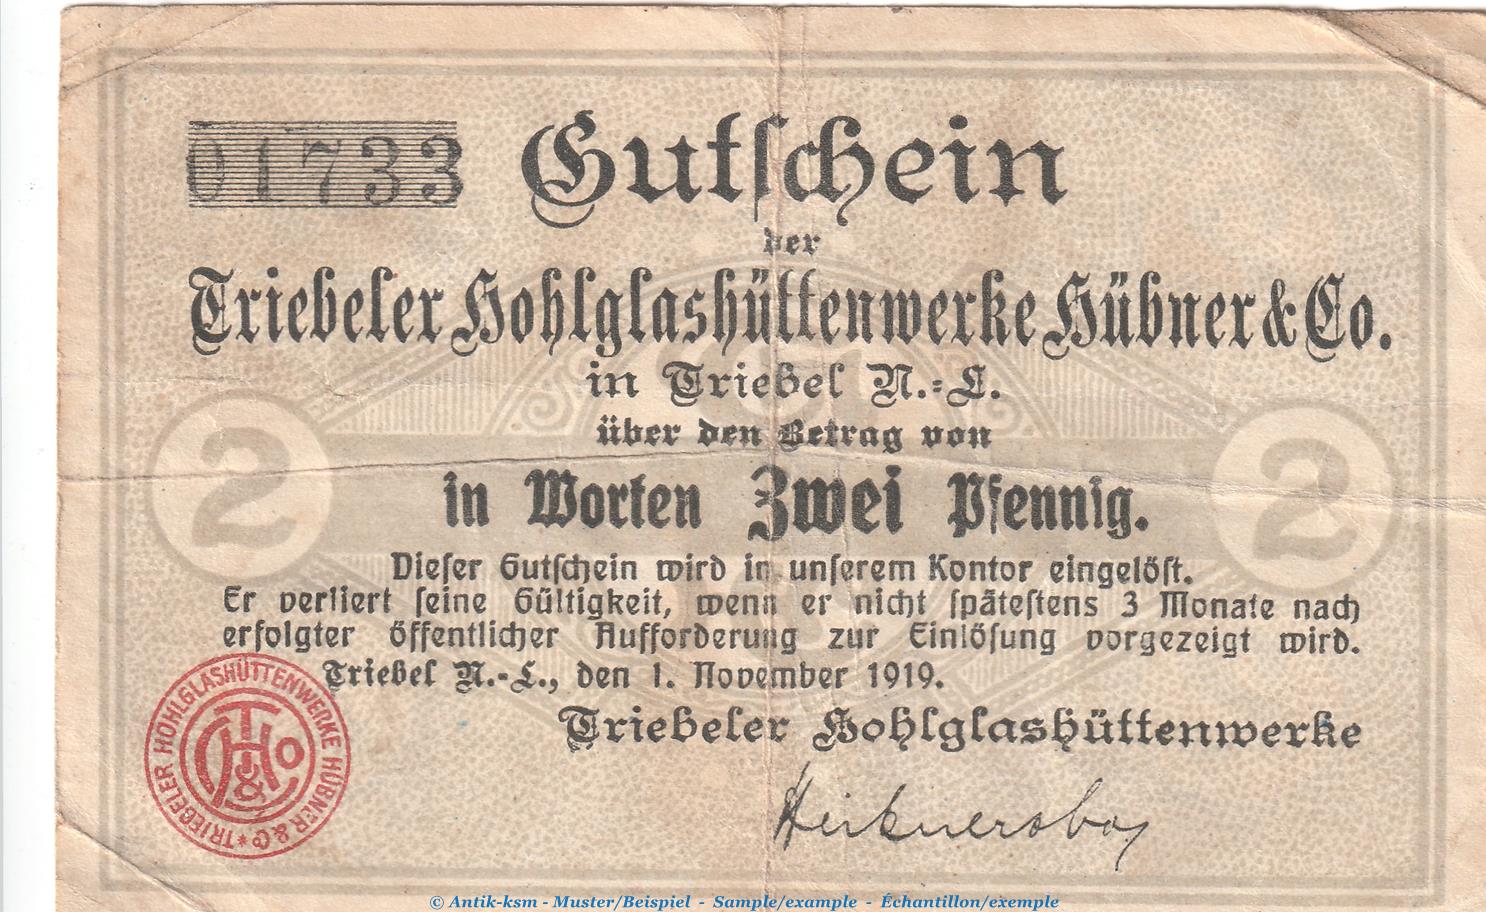 01733
Gutschein
der
Triebeler Hohlglashüttenwerke Hübner & Co.
in Triebel N.=L.
über den Betrag von
in Worten Zwei Pfennig.
2
2
Dieser Gutschein wird in unserem Kontor eingelöst.
Er verliert seine Gültigkeit, wenn er nicht spätestens 3 Monate nach
erfolgter öffentlicher Aufforderung zur Einlösung vorgezeigt wird.
Triebel N.-L., den 1. November 1919.
Triebeler Hohlglashüttenwerke
TRIEBELER HOHLGLASHÜTTENWERKE HÜBNER & Co
© Antik-ksm - Muster/Beispiel - Sample/example - Échantillon/exemple